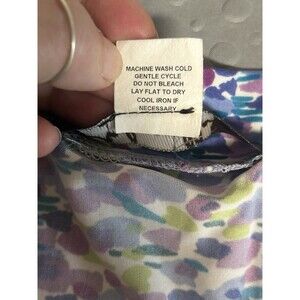 MACHINE WASH COLD
GENTLE CYCLE
DO NOT BLEACH
LAY FLAT TO DRY
COOL IRON IF
NECESSARY